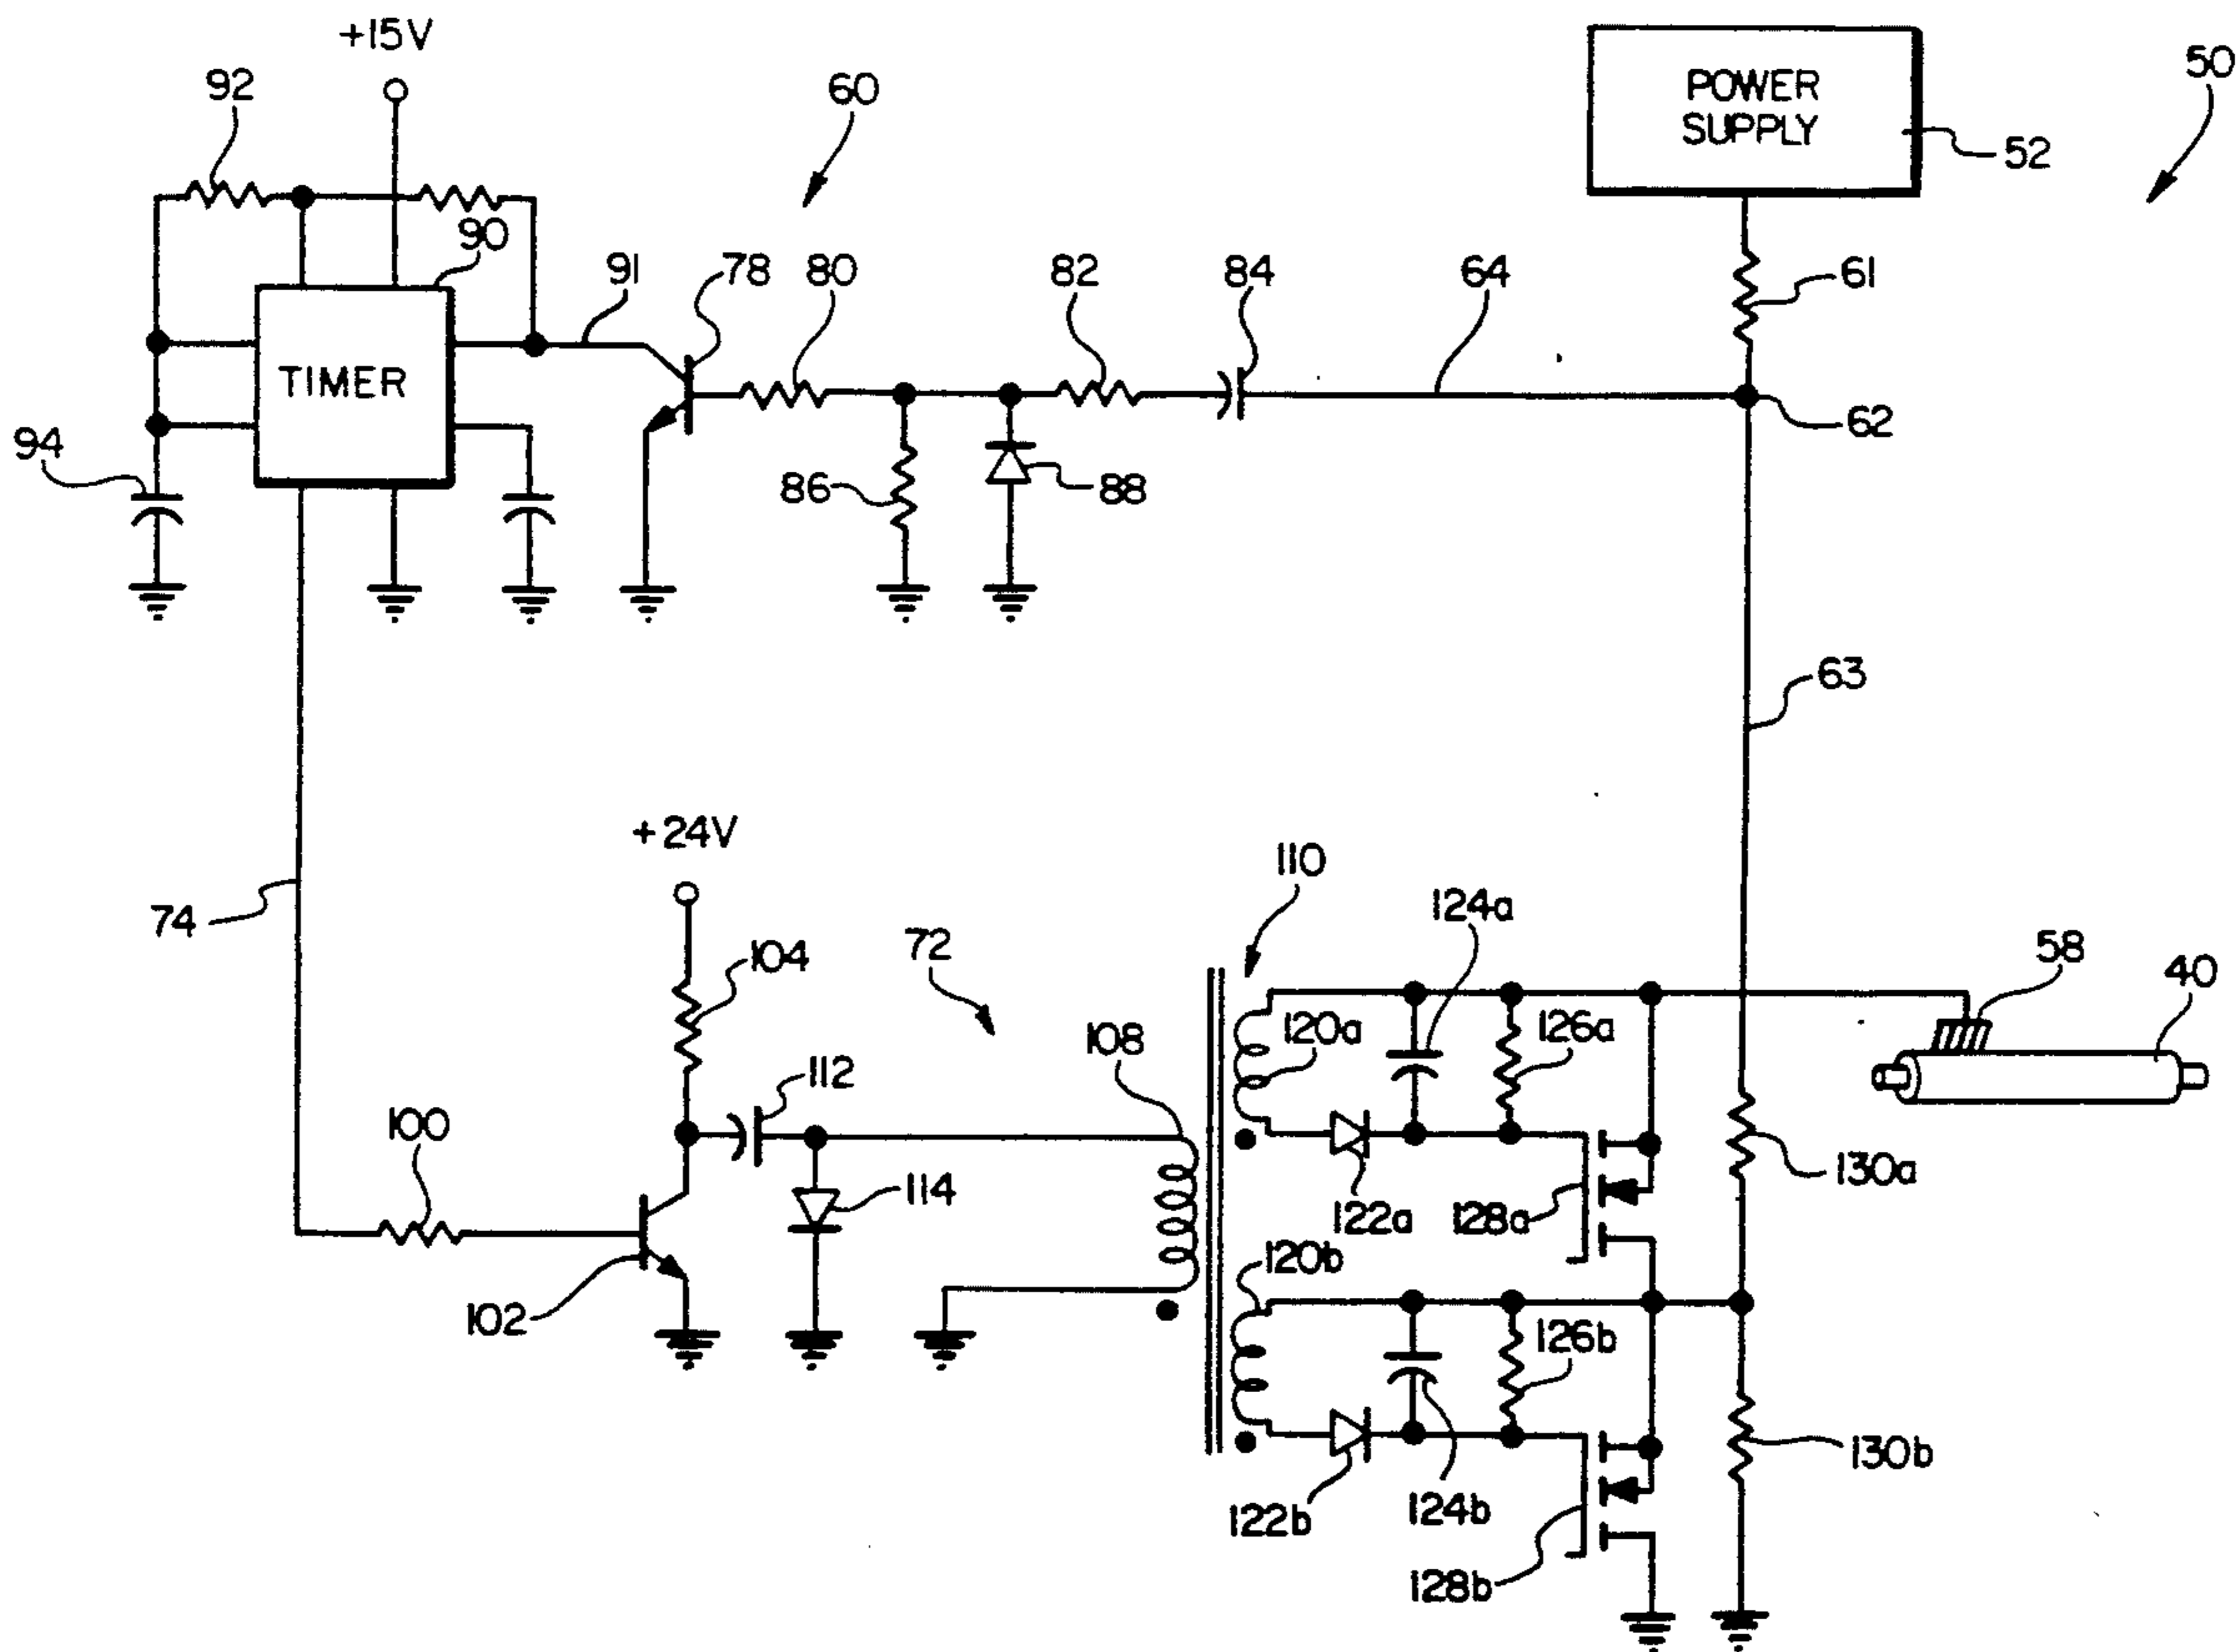 +15V
92
60
POWER
SUPPLY
50
52
90
91
78
80
82
84
64
61
TIMER
62
94
86
88
63
+24V
110
74
104
72
124a
58
40
108
120a
126a
112
100
114
122a
128a
130a
102
120b
126b
122b
124b
128b
130b